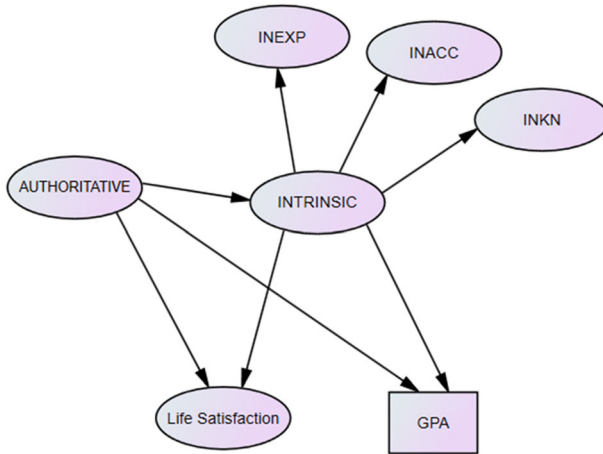 INEXP
INACC
INKN
AUTHORITATIVE
INTRINSIC
Life Satisfaction
GPA